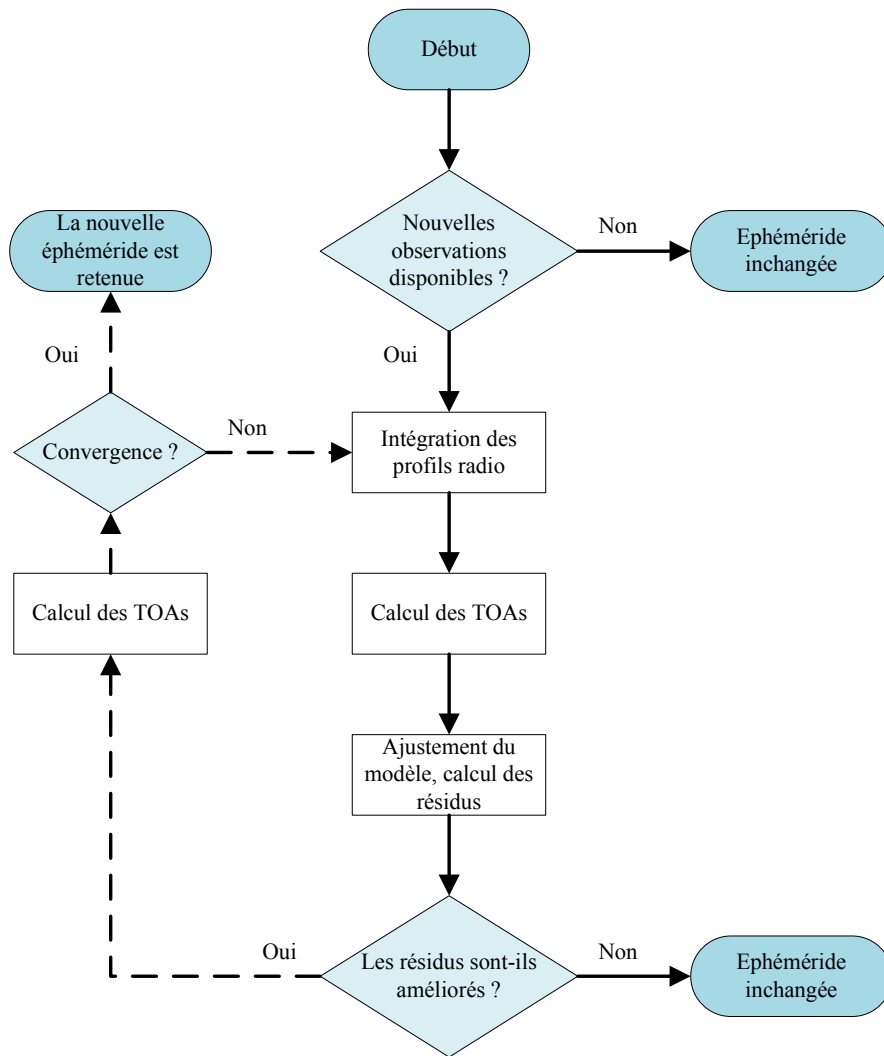 Début
Nouvelles
observations
disponibles ?
Non
Ephéméride
inchangée
La nouvelle
éphéméride est
retenue
Oui
Oui
Convergence ?
Non
Intégration des
profils radio
Calcul des TOAs
Calcul des TOAs
Ajustement du
modèle, calcul des
résidus
Oui
Les résidus sont-ils
améliorés ?
Non
Ephéméride
inchangée